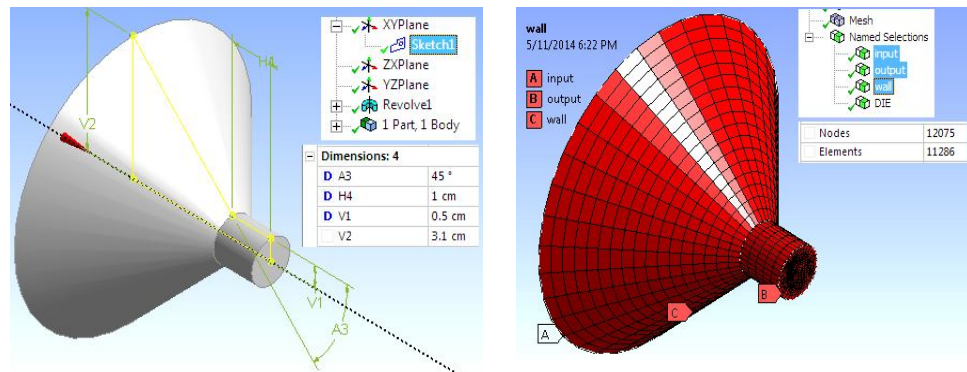 V2
H4
V1
A3
XYPlane
Sketch1
ZXPlane
YZPlane
Revolve1
1 Part, 1 Body
Dimensions: 4
D A3 45 °
D H4 1 cm
D V1 0.5 cm
V2 3.1 cm
wall
5/11/2014 6:22 PM
A input
B output
C wall
A
C
B
Mesh
Named Selections
input
output
wall
DIE
Nodes 12075
Elements 11286